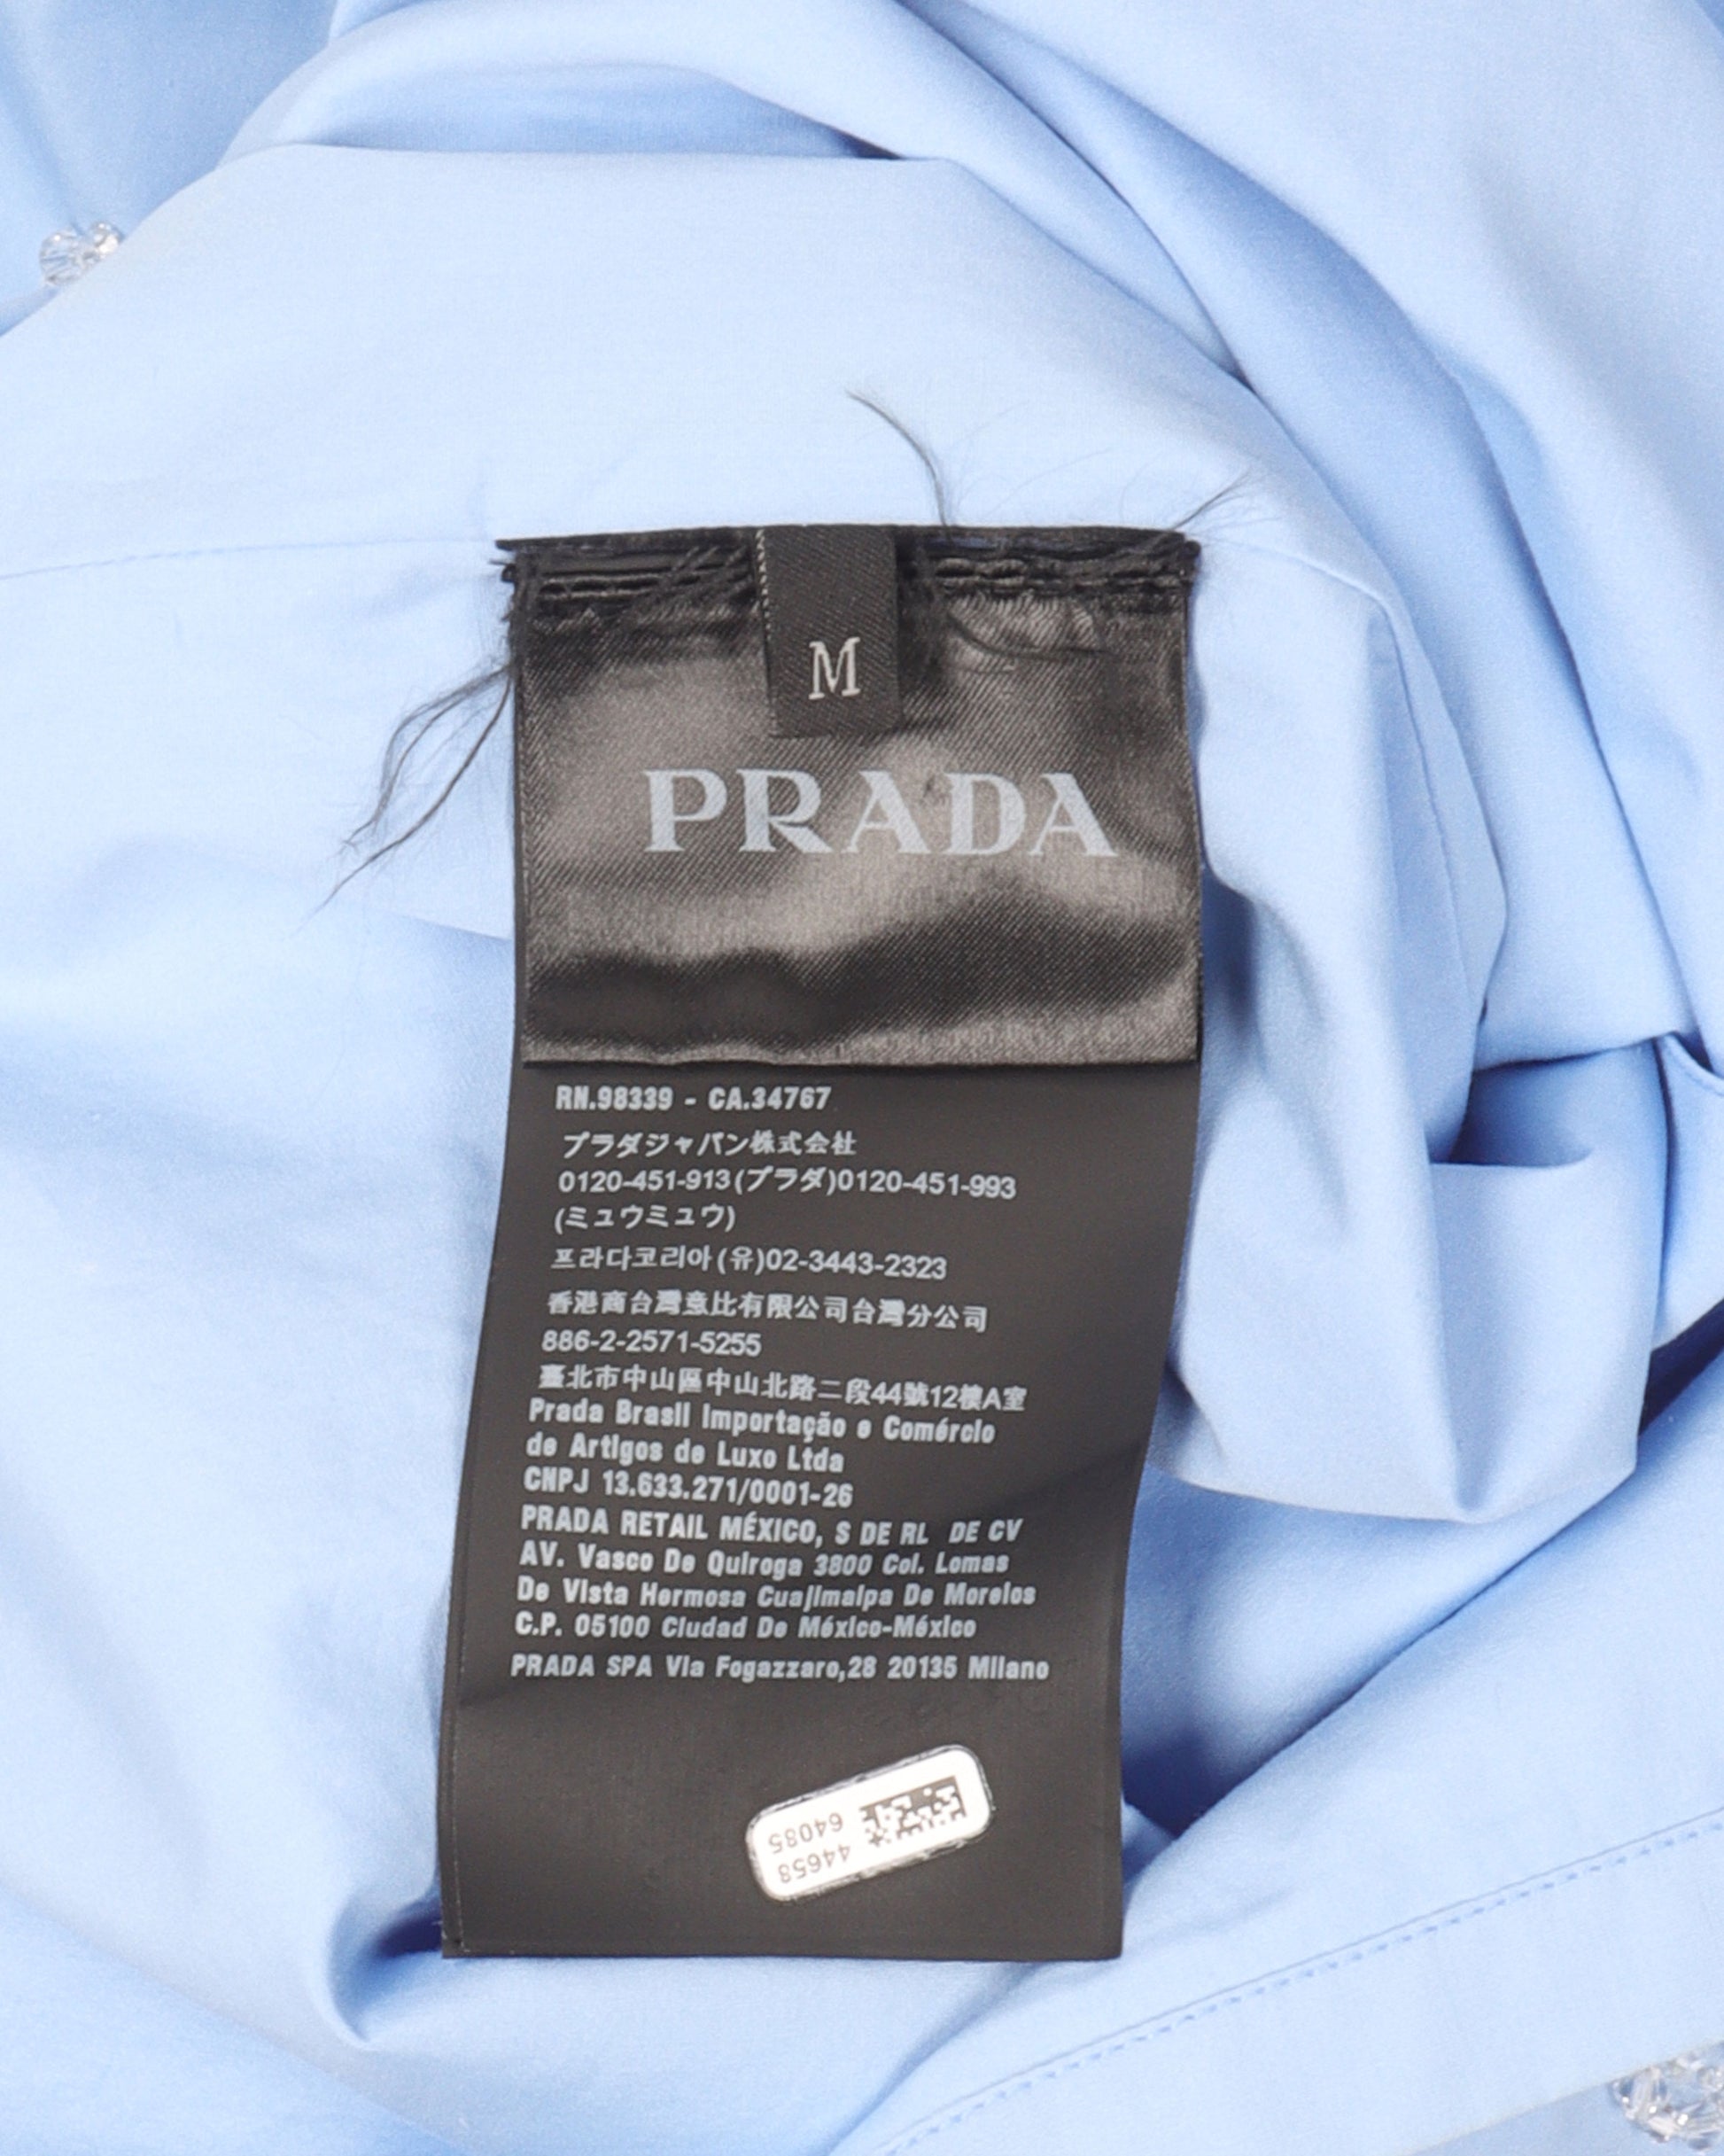 M
PRADA
RN.98339 - CA.34767
プラダジャパン株式会社
0120-451-913(プラダ)0120-451-993
(ミュウミュウ)
프라다코리아(유)02-3443-2323
香港商台灣意比有限公司台灣分公司
886-2-2571-5255
臺北市中山區中山北路二段44號12樓A室
Prada Brasil Importação e Comércio
de Artigos de Luxo Ltda
CNPJ 13.633.271/0001-26
PRADA RETAIL MÉXICO, S DE RL DE CV
AV. Vasco De Quiroga 3800 Col. Lomas
De Vista Hermosa Cuajimalpa De Morelos
C.P. 05100 Ciudad De México-México
PRADA SPA Via Fogazzaro,28 20135 Milano
44658
64085